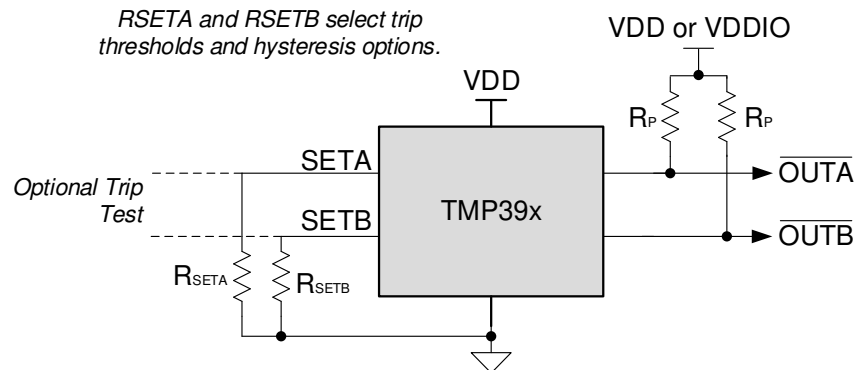 RSETA and RSETB select trip
thresholds and hysteresis options.
VDD or VDDIO
VDD
RP
RP
SETA
OUTA
Optional Trip
Test
TMP39x
SETB
OUTB
RSETA
RSETB